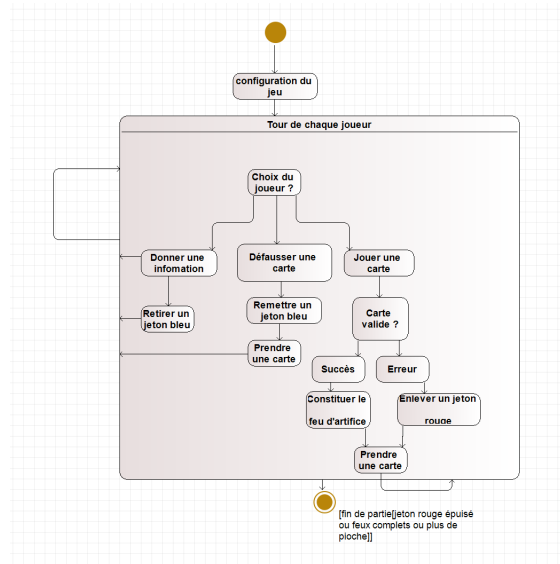 configuration du
jeu
Tour de chaque joueur
Choix du
joueur ?
Donner une
infomation
Défausser une
carte
Jouer une
carte
Retirer un
jeton bleu
Remettre un
jeton bleu
Carte
valide ?
Prendre
une carte
Succès
Erreur
Constituer le
feu d'artifice
Enlever un jeton
rouge
Prendre
une carte
[fin de partie[jeton rouge épuisé
ou feux complets ou plus de
pioche]]